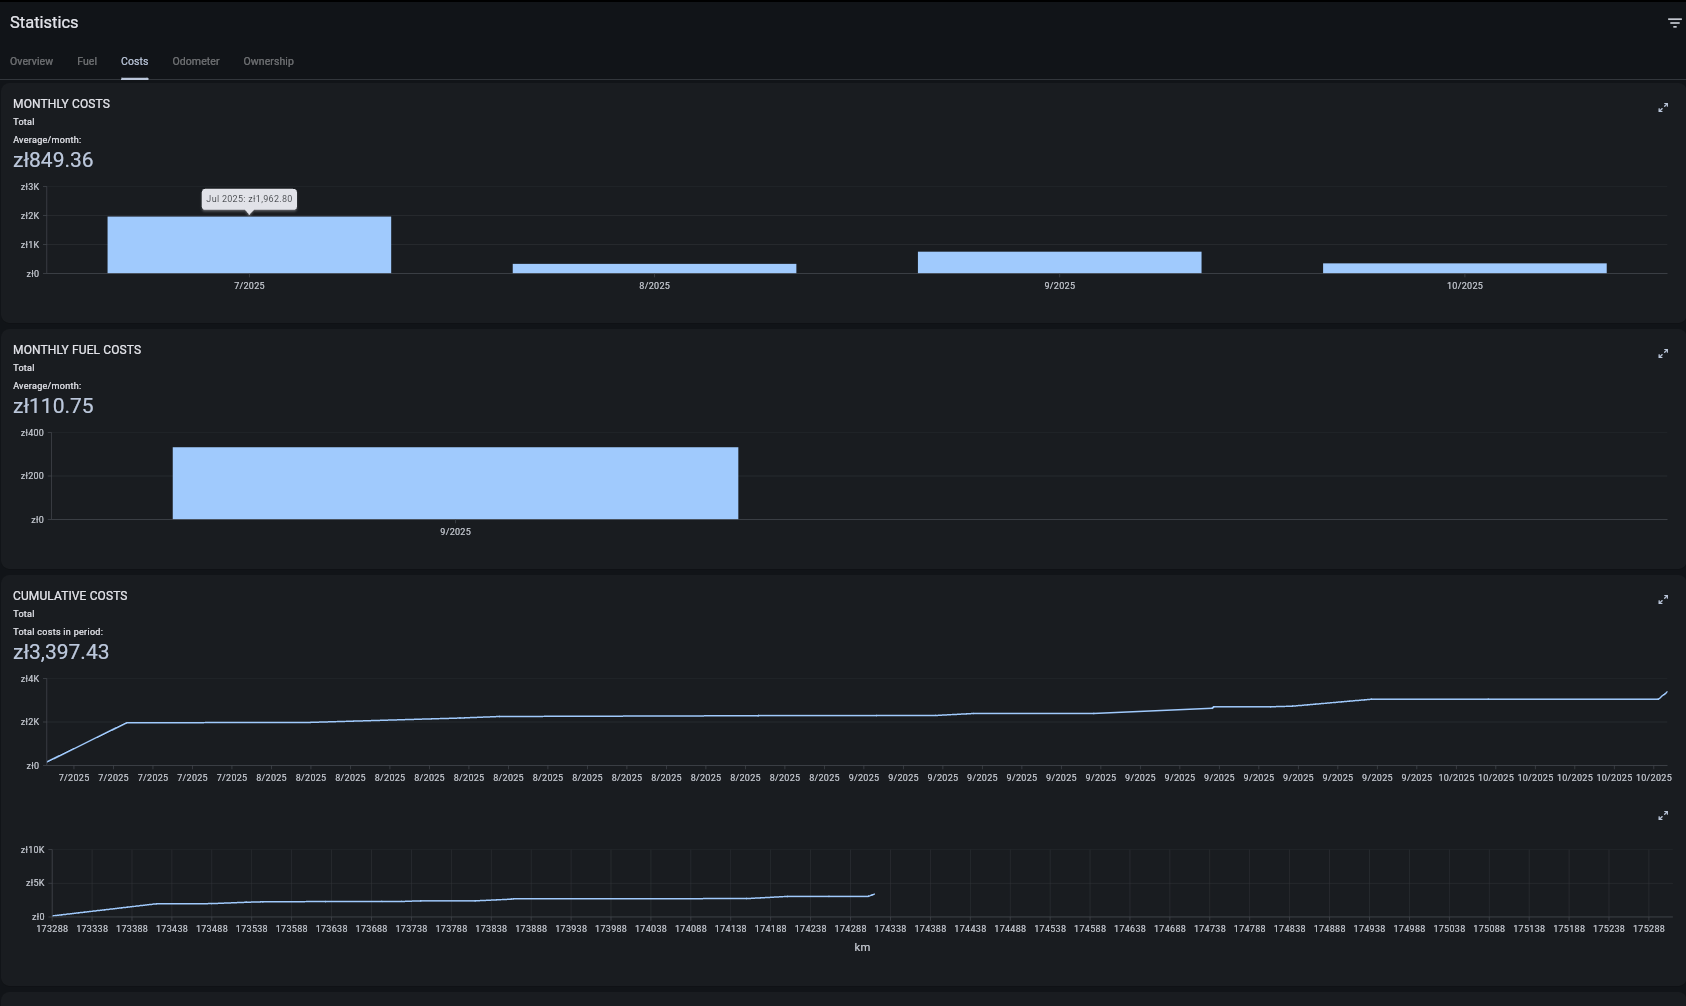 Statistics
Overview Fuel Costs Odometer Ownership
MONTHLY COSTS
Total
Average/month:
zł849.36
zł3K
Jul 2025: zł1,962.80
zł2K
zł1K
zł0
7/2025 8/2025 9/2025 10/2025
MONTHLY FUEL COSTS
Total
Average/month:
zł110.75
zł400
zł200
zł0
9/2025
CUMULATIVE COSTS
Total
Total costs in period:
zł3,397.43
zł4K
zł2K
zł0
7/2025 7/2025 7/2025 7/2025 7/2025 8/2025 8/2025 8/2025 8/2025 8/2025 8/2025 8/2025 8/2025 8/2025 8/2025 8/2025 8/2025 8/2025 8/2025 8/2025 9/2025 9/2025 9/2025 9/2025 9/2025 9/2025 9/2025 9/2025 9/2025 9/2025 9/2025 9/2025 9/2025 9/2025 9/2025 10/2025 10/2025 10/2025 10/2025 10/2025 10/2025
zł10K
zł5K
zł0
173288 173338 173388 173438 173488 173538 173588 173638 173688 173738 173788 173838 173888 173938 173988 174038 174088 174138 174188 174238 174288 174338 174388 174438 174488 174538 174588 174638 174688 174738 174788 174838 174888 174938 174988 175038 175088 175138 175188 175238 175288
km